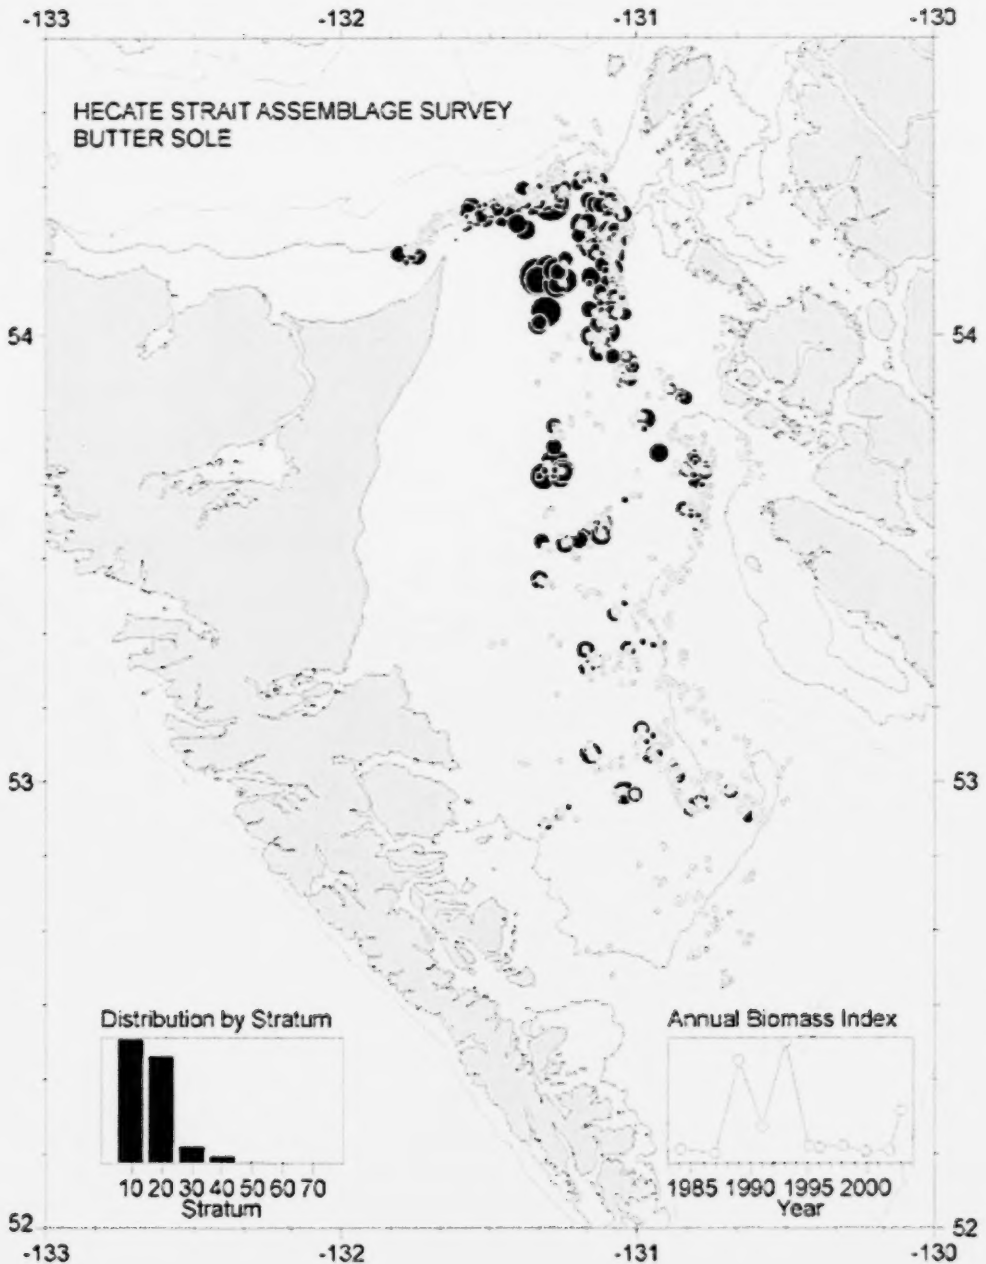 -133 -132 -131 -130
HECATE STRAIT ASSEMBLAGE SURVEY
BUTTER SOLE
54 54
53 53
Distribution by Stratum
10 20 30 40 50 60 70
Stratum
Annual Biomass Index
1985 1990 1995 2000
Year
52 52
-133 -132 -131 -130